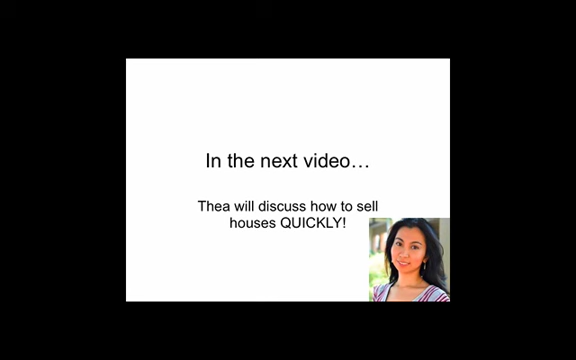 In the next video…
Thea will discuss how to sell
houses QUICKLY!